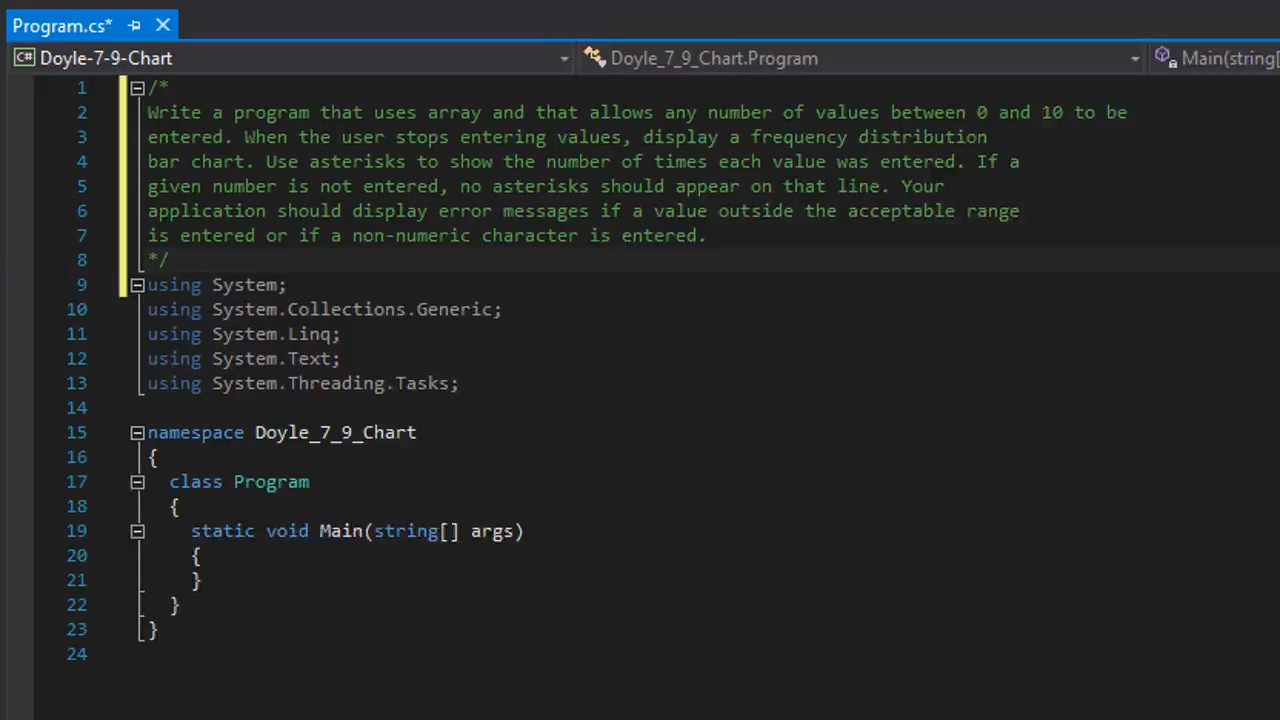 Program.cs*
C# Doyle-7-9-Chart Doyle_7_9_Chart.Program Main(string[
1 /*
2 Write a program that uses array and that allows any number of values between 0 and 10 to be
3 entered. When the user stops entering values, display a frequency distribution
4 bar chart. Use asterisks to show the number of times each value was entered. If a
5 given number is not entered, no asterisks should appear on that line. Your
6 application should display error messages if a value outside the acceptable range
7 is entered or if a non-numeric character is entered.
8 */
9 using System;
10 using System.Collections.Generic;
11 using System.Linq;
12 using System.Text;
13 using System.Threading.Tasks;
14
15 namespace Doyle_7_9_Chart
16 {
17 class Program
18 {
19 static void Main(string[] args)
20 {
21 }
22 }
23 }
24